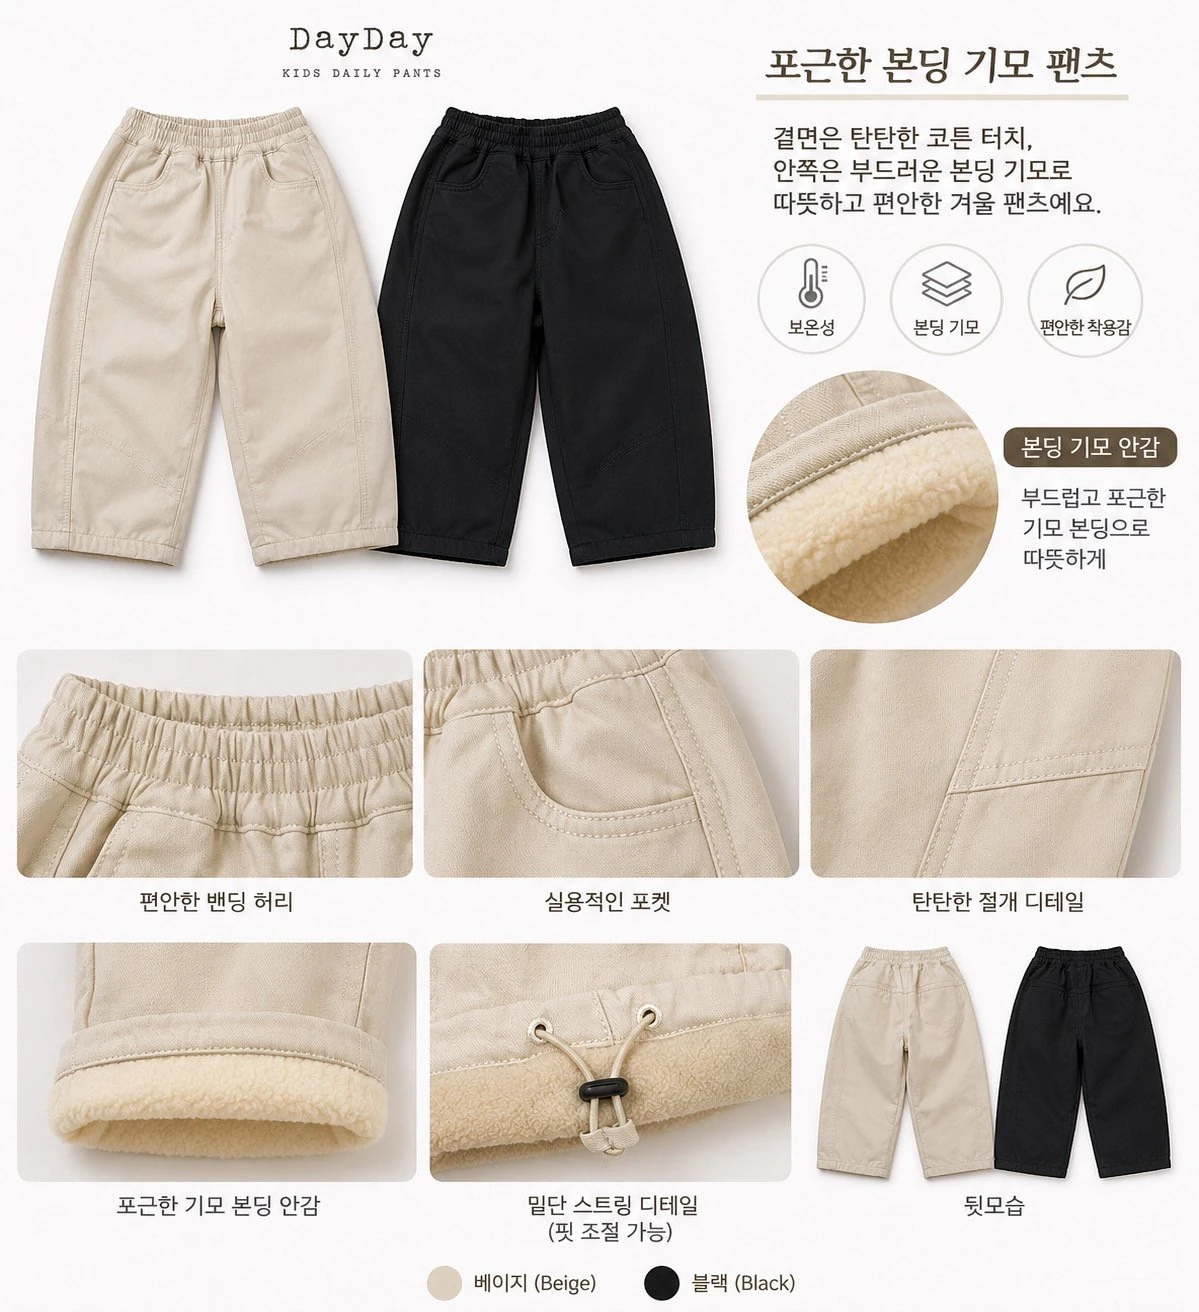 DayDay
KIDS DAILY PANTS
포근한 본딩 기모 팬츠
결면은 탄탄한 코튼 터치,
안쪽은 부드러운 본딩 기모로
따뜻하고 편안한 겨울 팬츠예요.
보온성
본딩 기모
편안한 착용감
본딩 기모 안감
부드럽고 포근한
기모 본딩으로
따뜻하게
편안한 밴딩 허리
실용적인 포켓
탄탄한 절개 디테일
포근한 기모 본딩 안감
밑단 스트링 디테일
(핏 조절 가능)
뒷모습
베이지 (Beige)
블랙 (Black)